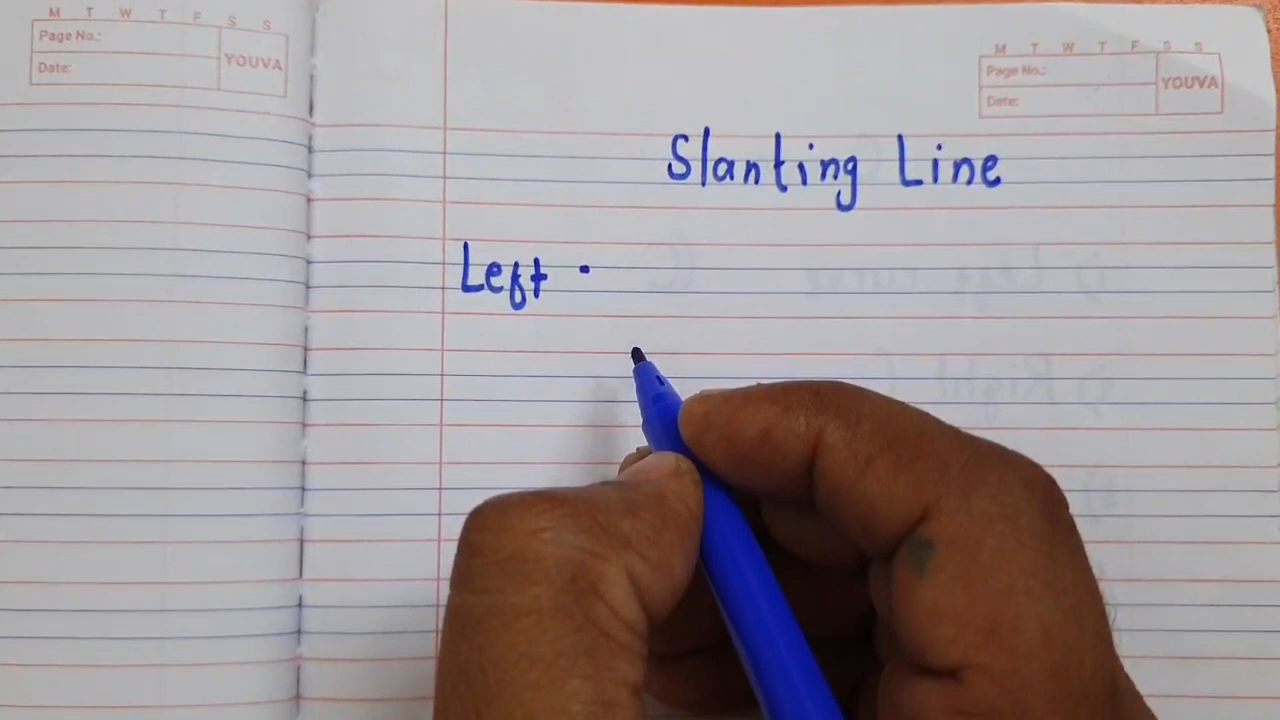 M T W T F S S
Page No.:
Date:
YOUVA
M T W T F S S
Page No.:
Date:
YOUVA
Slanting Line
Left ·